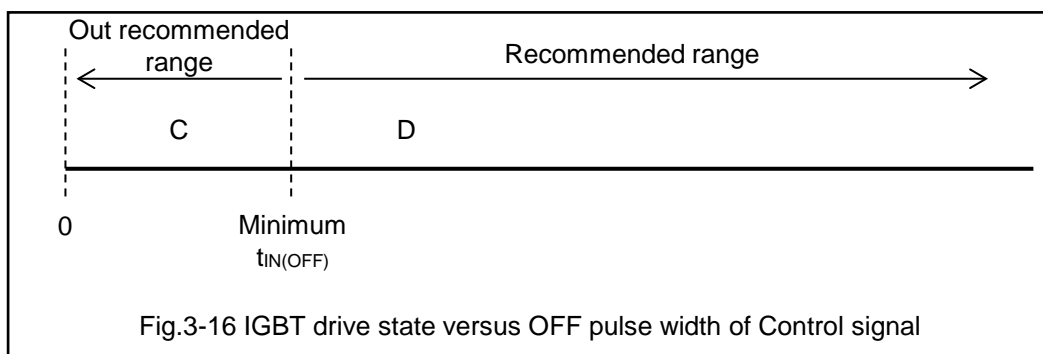 Out recommended
range
Recommended range
C
D
0
Minimum
tIN(OFF)
Fig.3-16 IGBT drive state versus OFF pulse width of Control signal